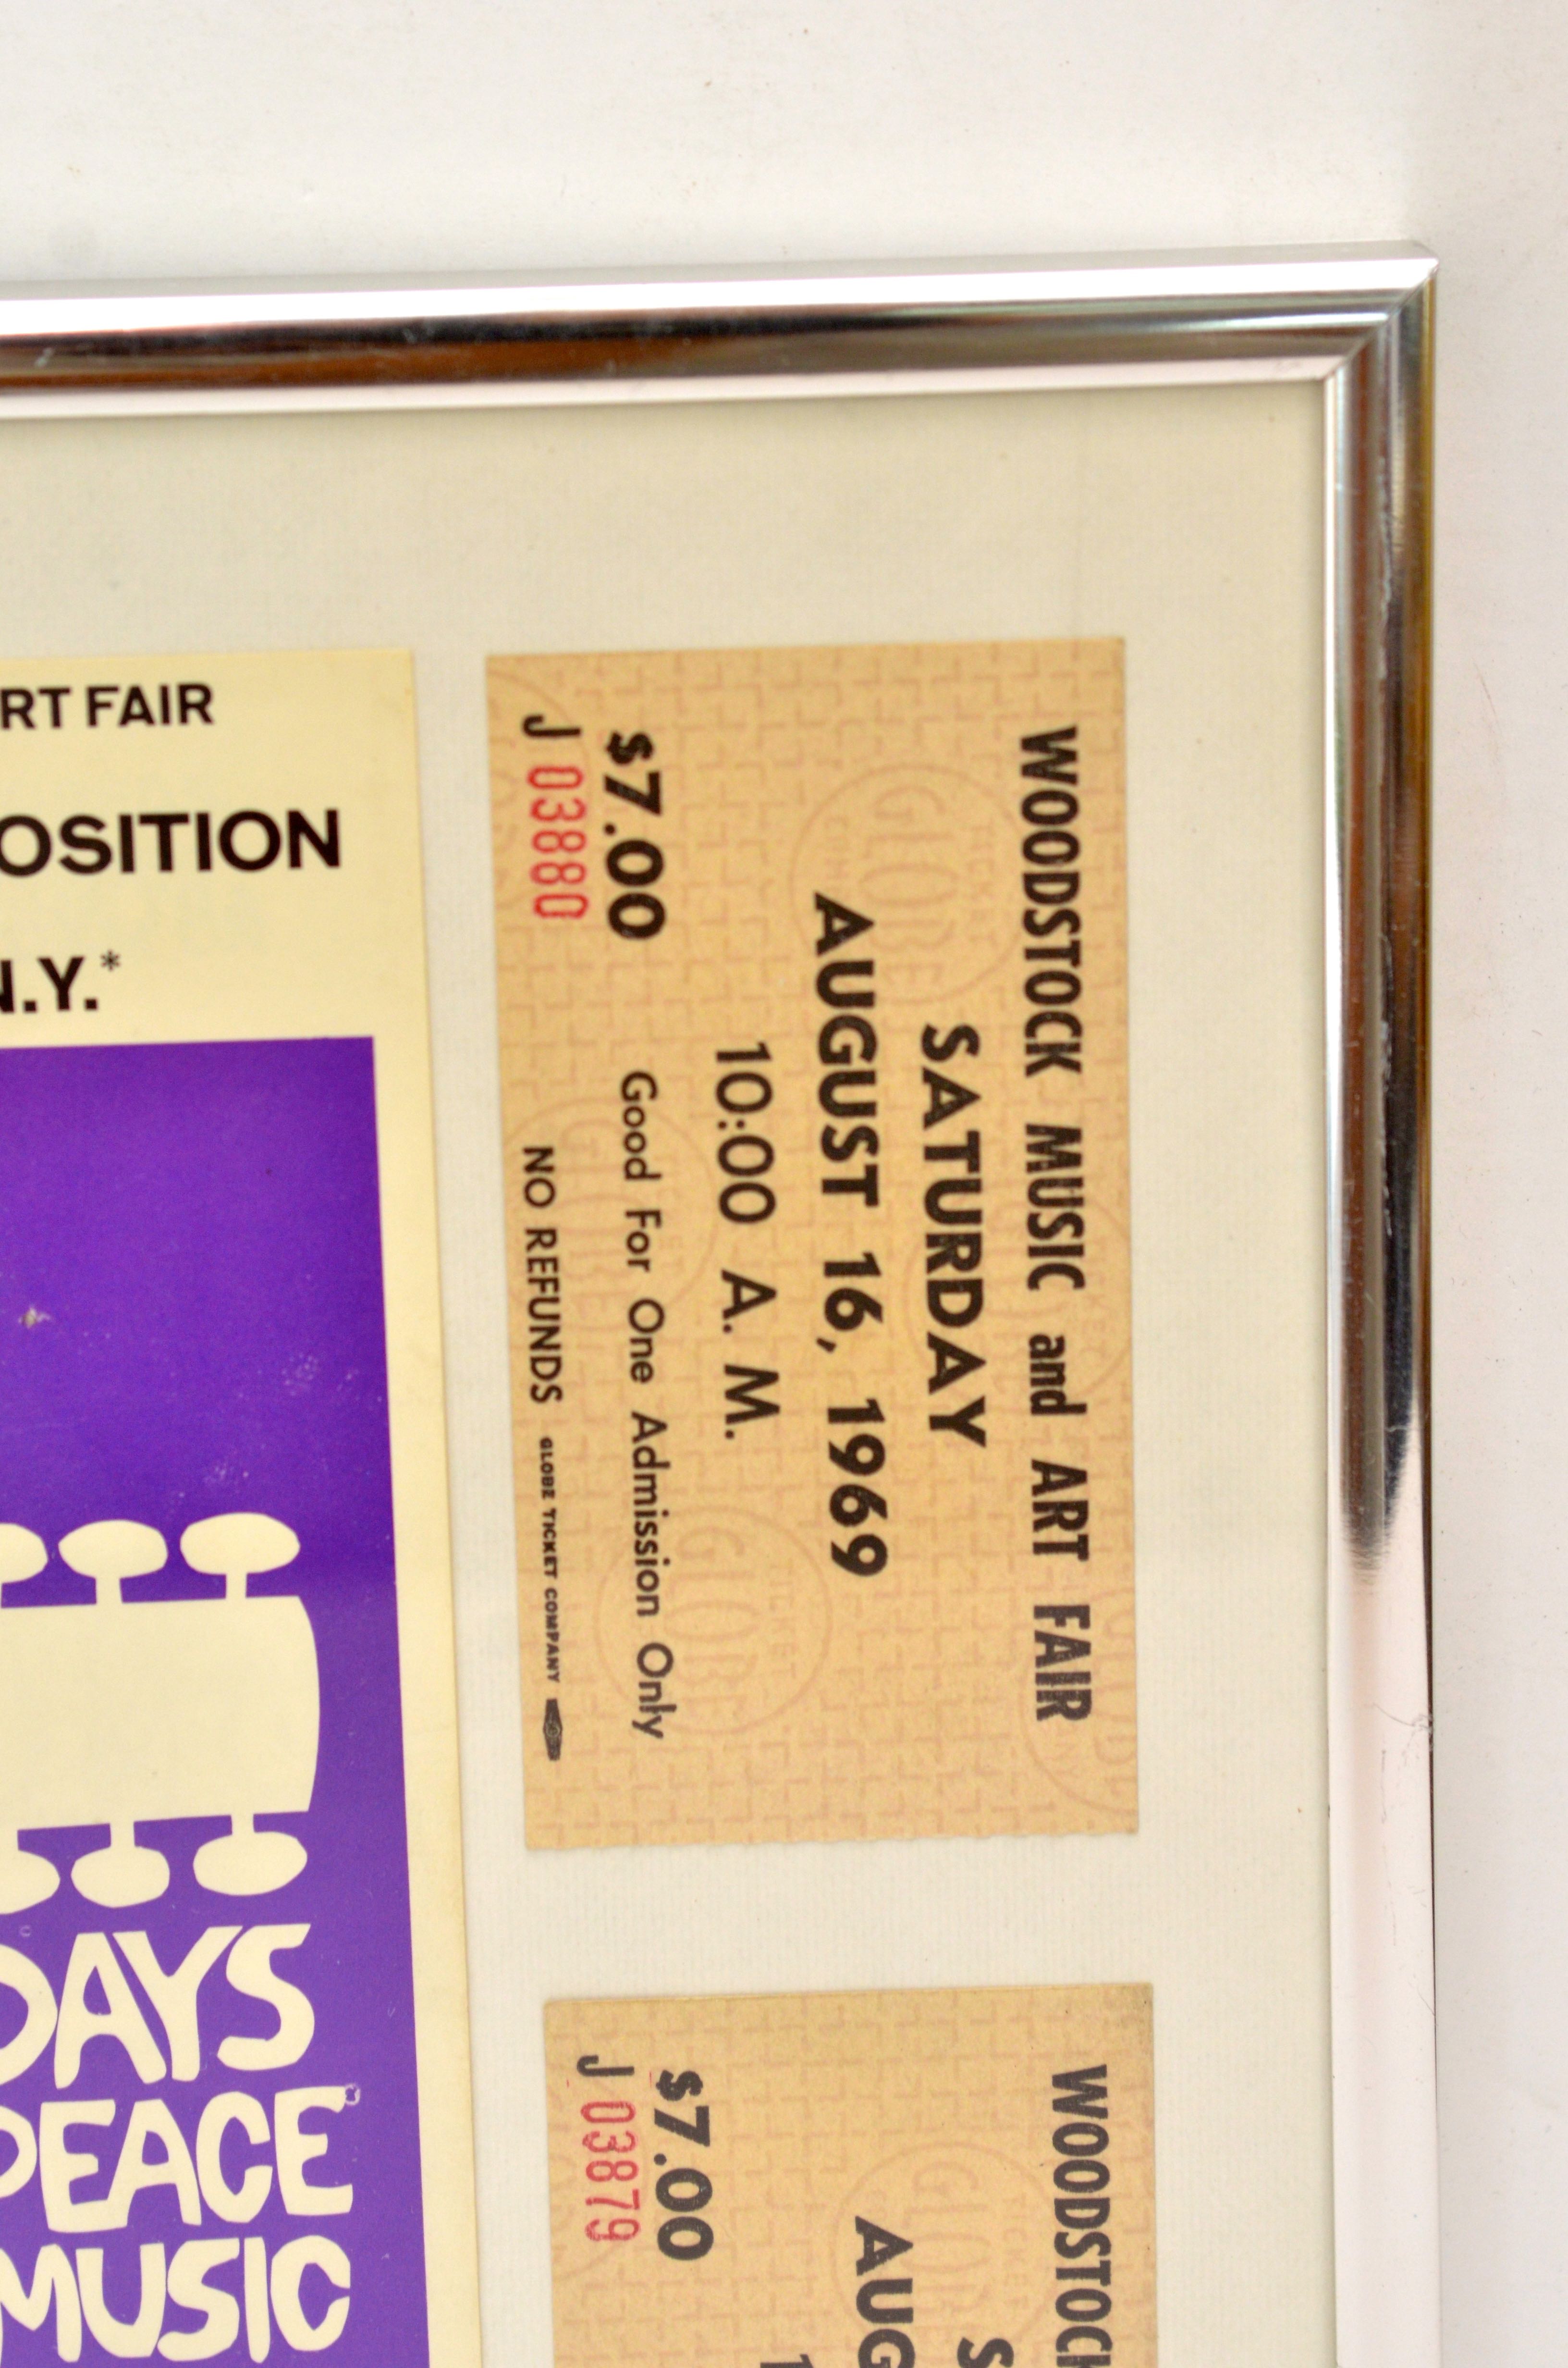 RT FAIR
OSITION
N.Y.*
DAYS
PEACE
MUSIC
WOODSTOCK MUSIC and ART FAIR
SATURDAY
AUGUST 16, 1969
10:00 A. M.
$7.00 Good For One Admission Only
J 03880 NO REFUNDS GLOBE TICKET COMPANY
WOODSTOCK
S
AUG
1
$7.00
J 03879